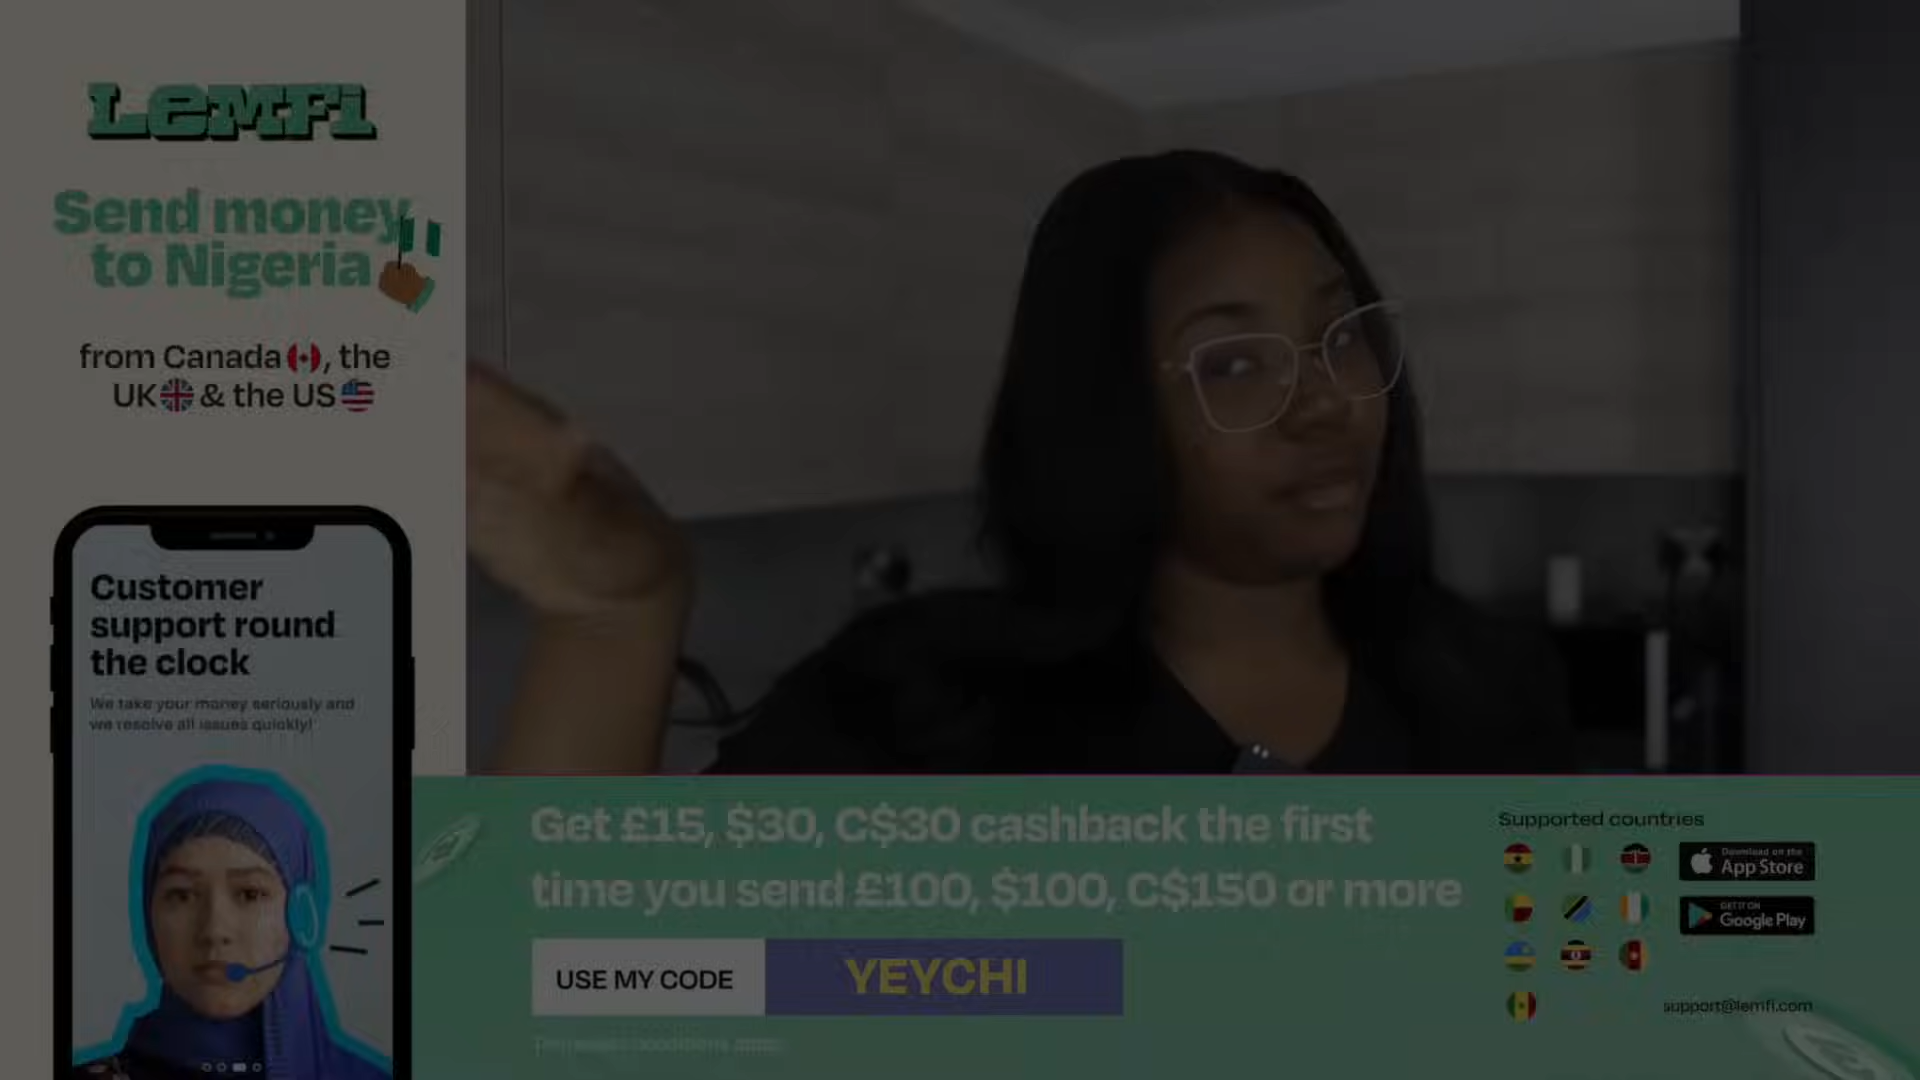 LeMFi
Send money
to Nigeria
from Canada, the
UK & the US
Customer
support round
the clock
We take your money seriously and
we resolve all issues quickly!
Get £15, $30, C$30 cashback the first
time you send £100, $100, C$150 or more
USE MY CODE
YEYCHI
Supported countries
Download on the
App Store
GET IT ON
Google Play
support@lemfi.com